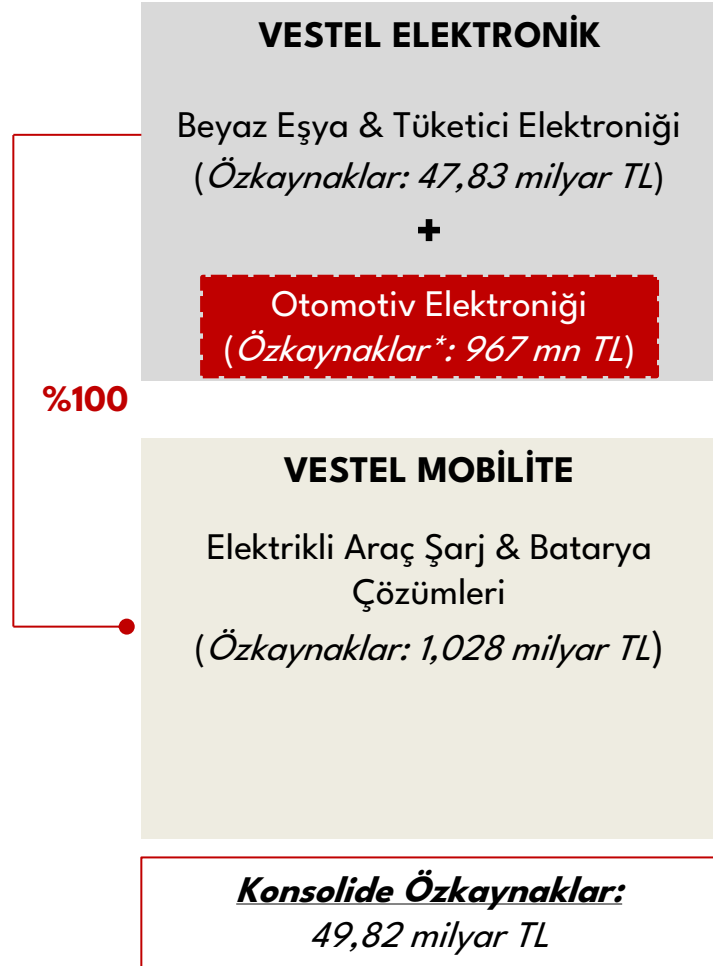 VESTEL ELEKTRONİK
Beyaz Eşya & Tüketici Elektroniği
(Özkaynaklar: 47,83 milyar TL)
+
Otomotiv Elektroniği
(Özkaynaklar*: 967 mn TL)
%100
VESTEL MOBİLİTE
Elektrikli Araç Şarj & Batarya
Çözümleri
(Özkaynaklar: 1,028 milyar TL)
Konsolide Özkaynaklar:
49,82 milyar TL